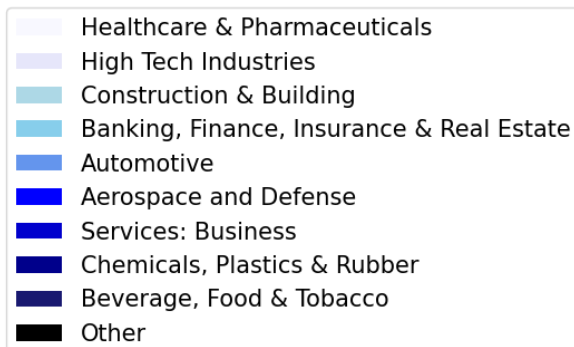 Healthcare & Pharmaceuticals
High Tech Industries
Construction & Building
Banking, Finance, Insurance & Real Estate
Automotive
Aerospace and Defense
Services: Business
Chemicals, Plastics & Rubber
Beverage, Food & Tobacco
Other